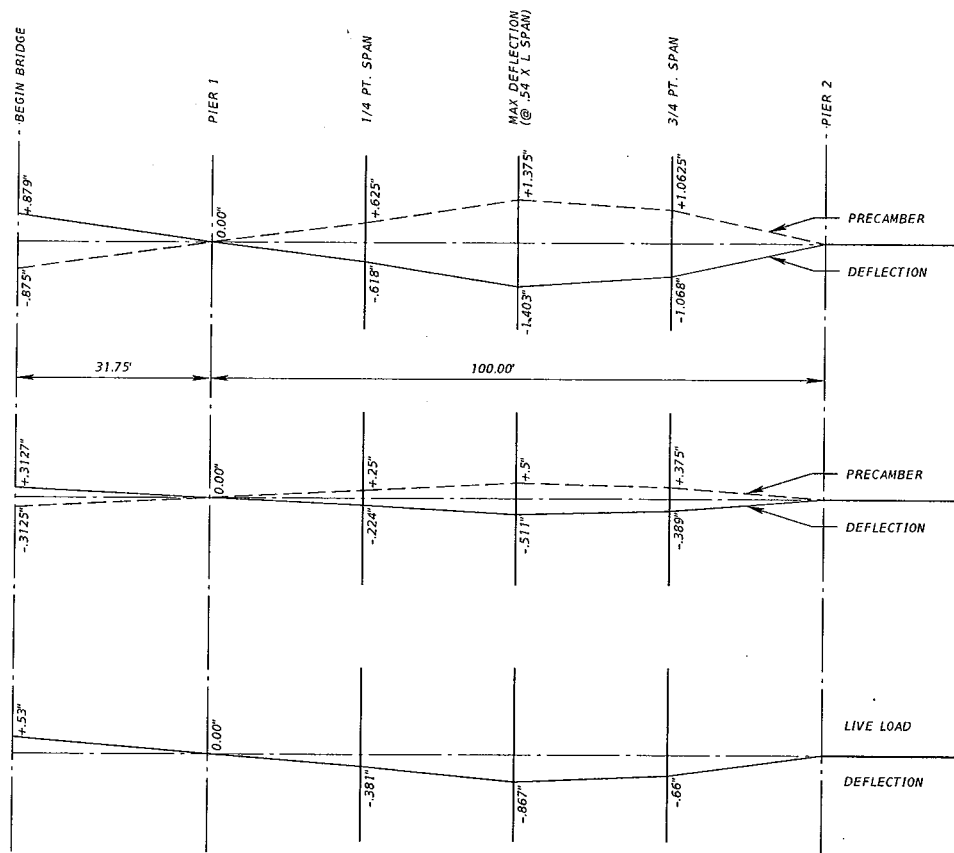 BEGIN BRIDGE
PIER 1
1/4 PT. SPAN
MAX DEFLECTION
(@ .54 X L SPAN)
3/4 PT. SPAN
PIER 2
+.879"
-.875"
0.00"
+.625"
-.618"
+1.375"
-1.403"
+1.0625"
-1.068"
PRECAMBER
DEFLECTION
31.75'
100.00'
+.3127"
-.3125"
0.00"
+.25"
-.224"
+.5"
-.511"
+.375"
-.389"
PRECAMBER
DEFLECTION
+.53"
0.00"
-.381"
-.867"
-.66"
LIVE LOAD
DEFLECTION